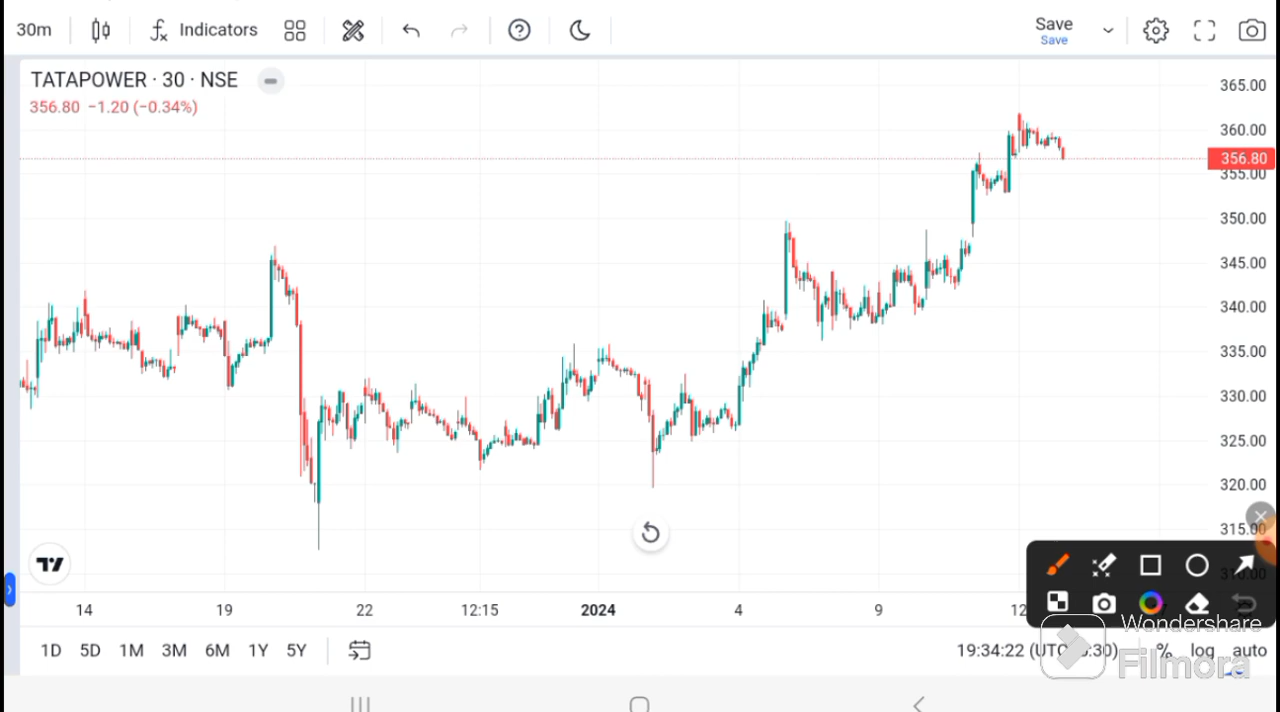 30m
Indicators
Save
Save
TATAPOWER · 30 · NSE
356.80 −1.20 (−0.34%)
365.00
360.00
356.80
355.00
350.00
345.00
340.00
335.00
330.00
325.00
320.00
315.00
310.00
14 19 22 12:15 2024 4 9
1D 5D 1M 3M 6M 1Y 5Y
19:34:22 (UTC
% log auto
Wondershare
Filmora